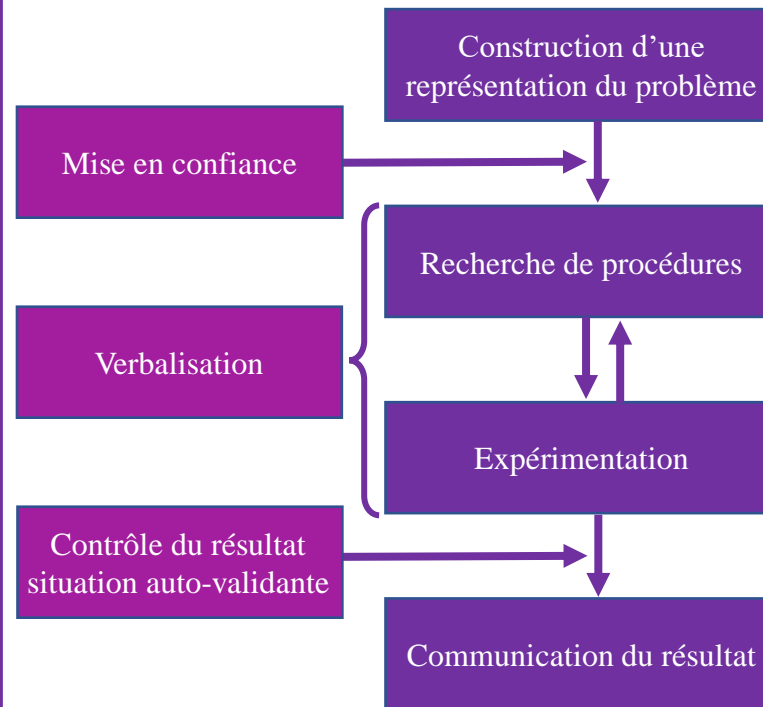 Construction d’une
représentation du problème
Mise en confiance
Recherche de procédures
Verbalisation
Expérimentation
Contrôle du résultat
situation auto-validante
Communication du résultat